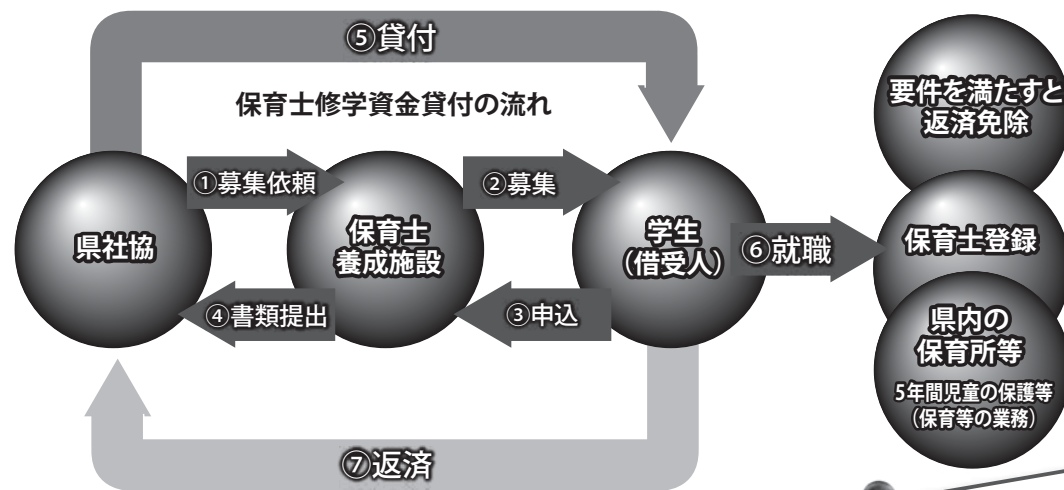 ⑤貸付
保育士修学資金貸付の流れ
①募集依頼
②募集
県社協
保育士
養成施設
学生
（借受人）
④書類提出
③申込
⑥就職
⑦返済
要件を満たすと
返済免除
保育士登録
県内の
保育所等
5年間児童の保護等
（保育等の業務）